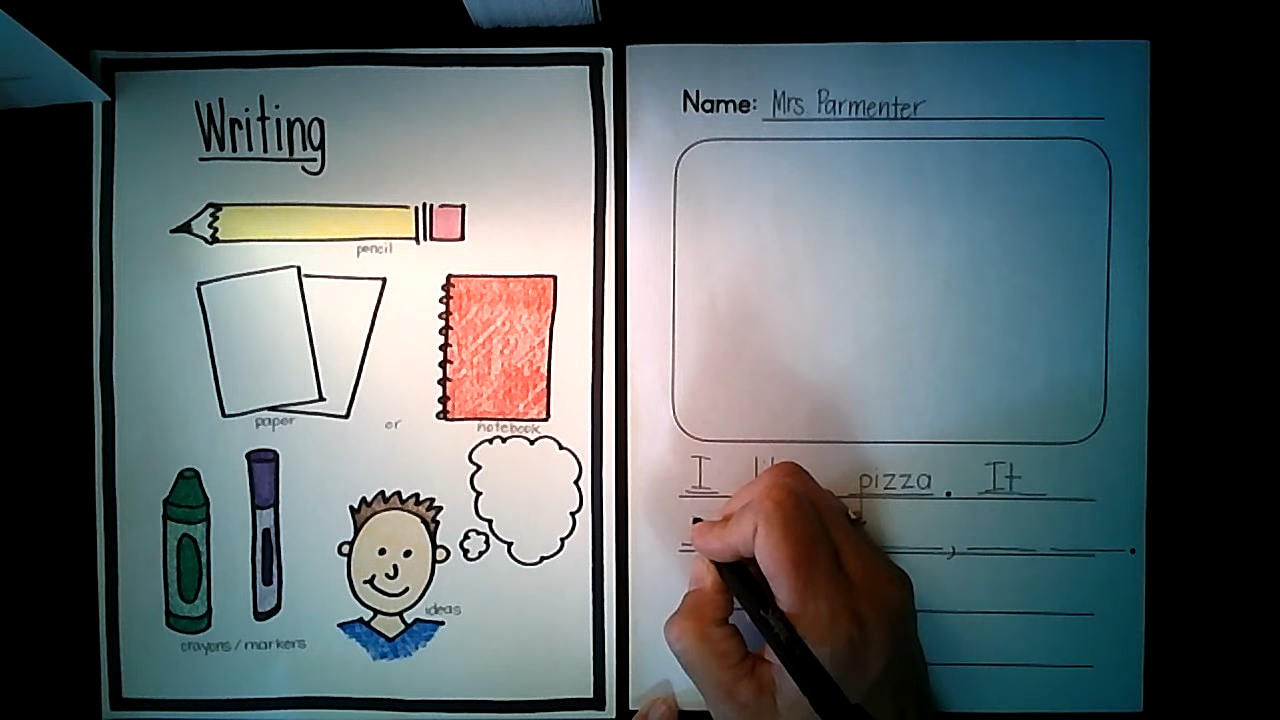 Writing
pencil
paper or notebook
crayons / markers
ideas
Name: Mrs Parmenter
I pizza. It